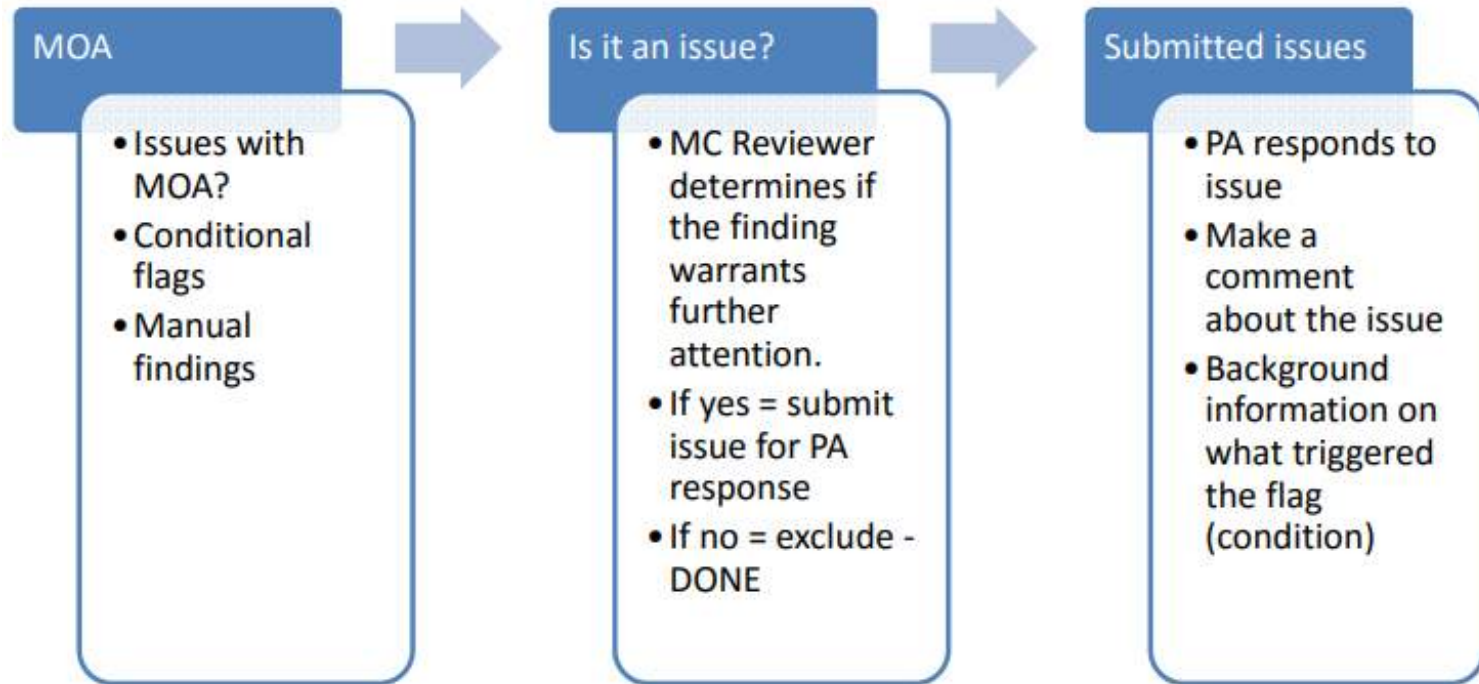 MOA
• Issues with
MOA?
• Conditional
flags
• Manual
findings
Is it an issue?
• MC Reviewer
determines if
the finding
warrants
further
attention.
• If yes = submit
issue for PA
response
• If no = exclude -
DONE
Submitted issues
• PA responds to
issue
• Make a
comment
about the issue
• Background
information on
what triggered
the flag
(condition)